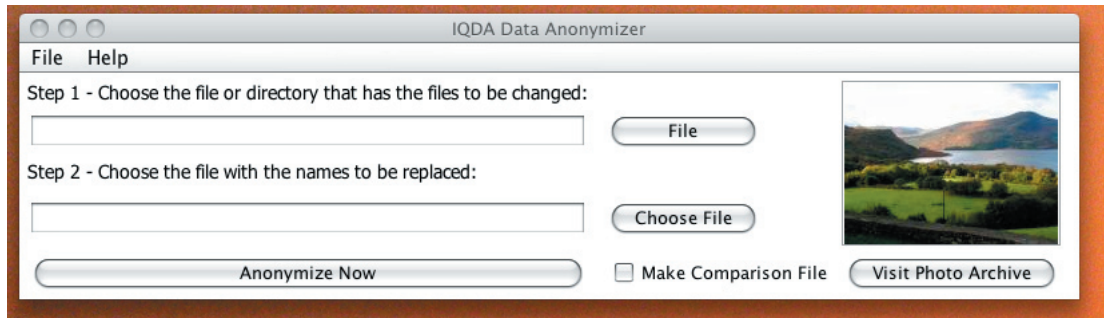 IQDA Data Anonymizer
File Help
Step 1 - Choose the file or directory that has the files to be changed:
File
Step 2 - Choose the file with the names to be replaced:
Choose File
Anonymize Now
Make Comparison File
Visit Photo Archive